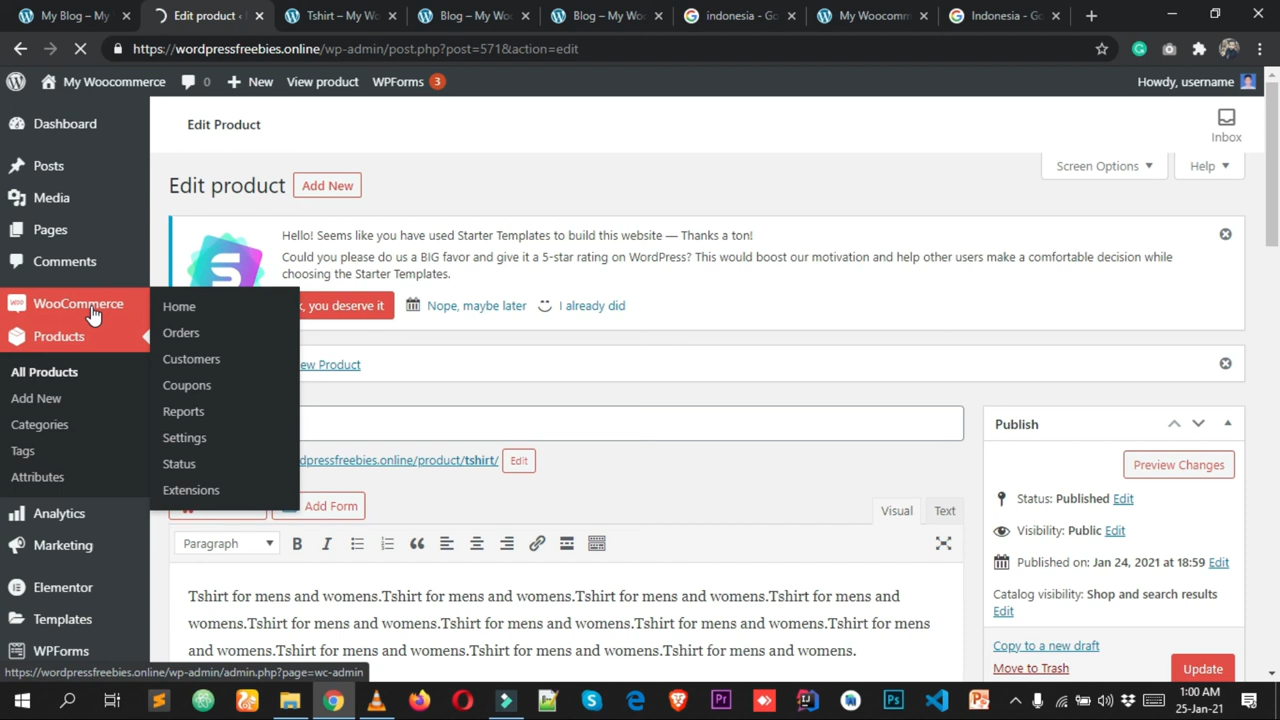 My Blog – My Wo
Edit product ‹
Tshirt – My Wo
Blog – My Woo
Blog – My Woo
indonesia - Go
My Woocomm
Indonesia - Go
https://wordpressfreebies.online/wp-admin/post.php?post=571&action=edit
My Woocommerce
0
New
View product
WPForms 3
Howdy, username
Dashboard
Posts
Media
Pages
Comments
WooCommerce
Products
All Products
Add New
Categories
Tags
Attributes
Analytics
Marketing
Elementor
Templates
WPForms
Home
Orders
Customers
Coupons
Reports
Settings
Status
Extensions
Edit Product
Inbox
Screen Options
Help
Edit product
Add New
Hello! Seems like you have used Starter Templates to build this website — Thanks a ton!
Could you please do us a BIG favor and give it a 5-star rating on WordPress? This would boost our motivation and help other users make a comfortable decision while
choosing the Starter Templates.
, you deserve it
Nope, maybe later
I already did
ew Product
dpressfreebies.online/product/tshirt/
Edit
Add Form
Visual
Text
Paragraph
B
I
Tshirt for mens and womens.Tshirt for mens and womens.Tshirt for mens and womens.Tshirt for mens and
womens.Tshirt for mens and womens.Tshirt for mens and womens.Tshirt for mens and womens.Tshirt for mens
and womens.Tshirt for mens and womens.Tshirt for mens and womens.Tshirt for mens and womens.
Publish
Preview Changes
Status: Published Edit
Visibility: Public Edit
Published on: Jan 24, 2021 at 18:59 Edit
Catalog visibility: Shop and search results
Edit
Copy to a new draft
Move to Trash
Update
https://wordpressfreebies.online/wp-admin/admin.php?page=wc-admin
1:00 AM
25-Jan-21